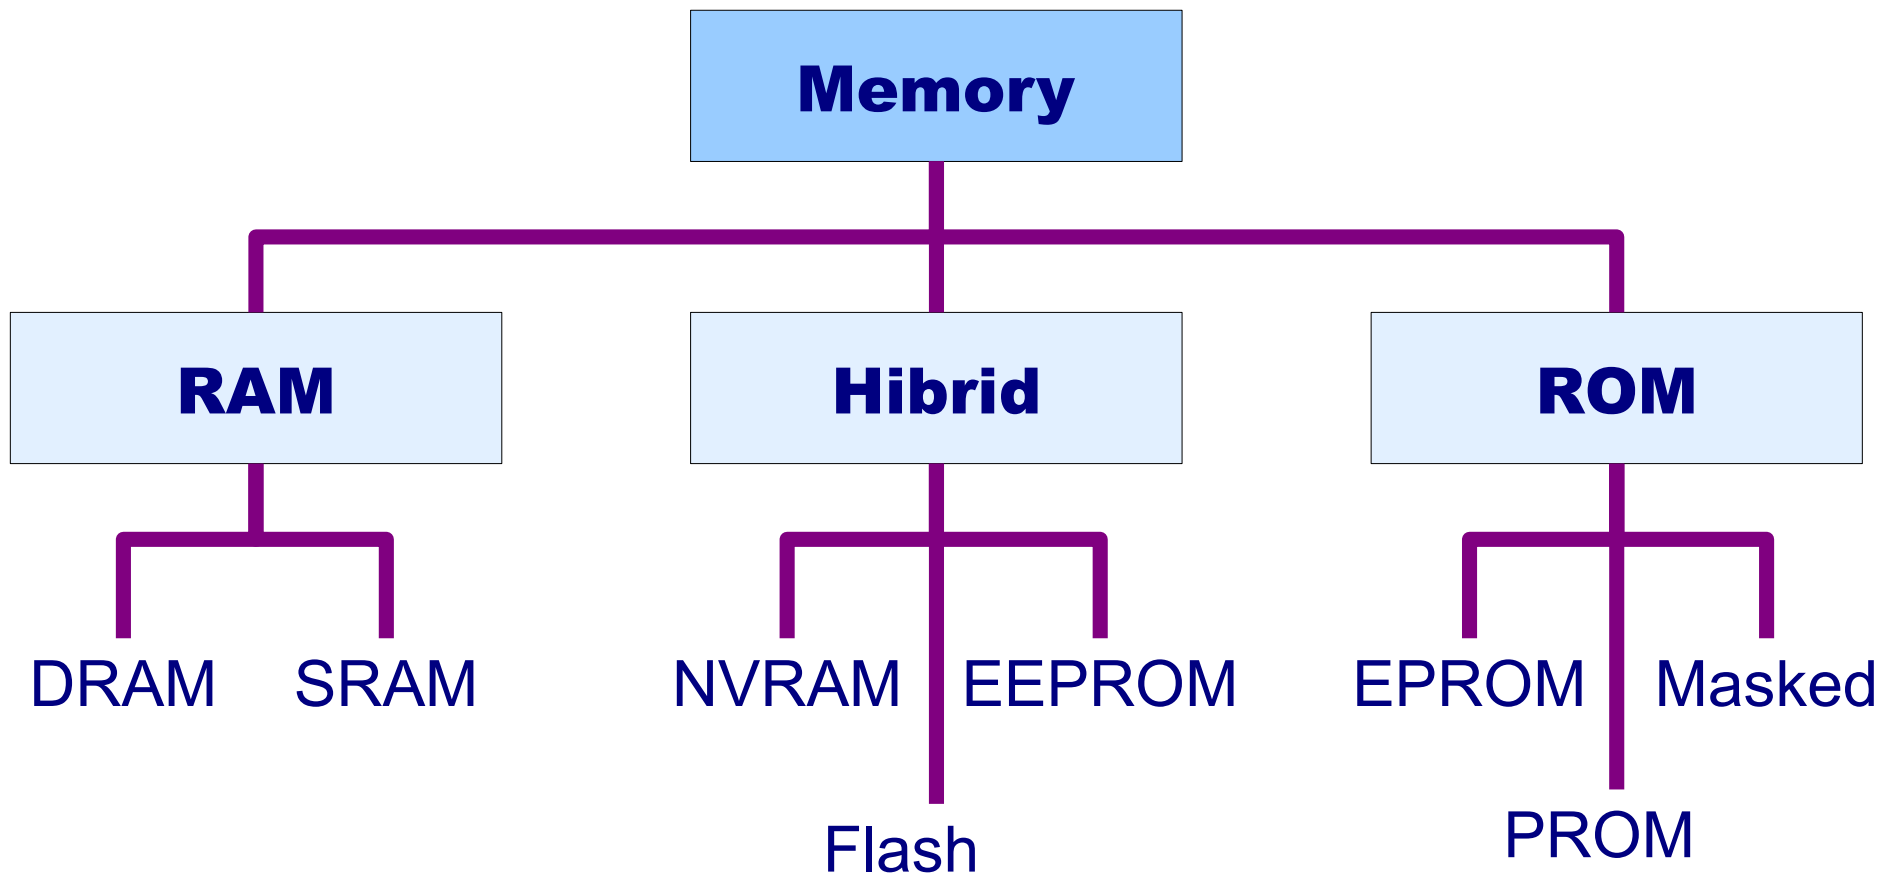 Memory
RAM
Hibrid
ROM
DRAM
SRAM
NVRAM
EEPROM
EPROM
Masked
Flash
PROM